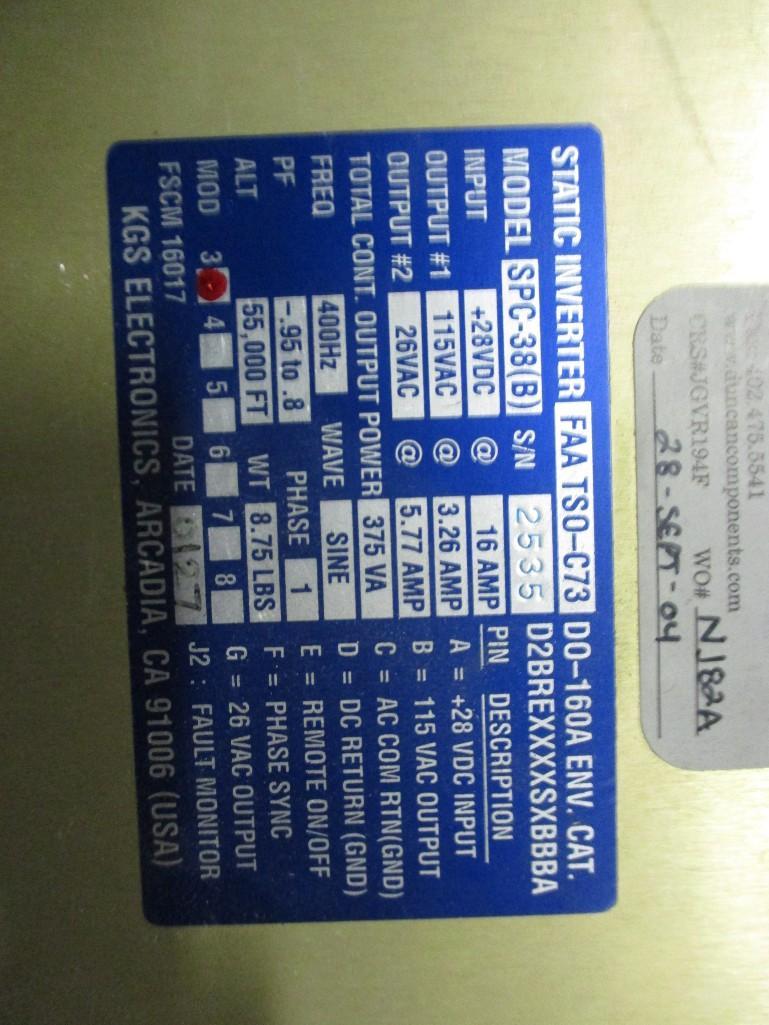 402.475.5541
www.duncancomponents.com
CRS#JGVR194F WO# NJ82A
Date 28-SEPT-04
STATIC INVERTER FAA TSO-C73 DO-160A ENV. CAT.
MODEL SPC-38(B) S/N 2535 D2BREXXXXSXBBBA
INPUT +28VDC @ 16 AMP PIN DESCRIPTION
OUTPUT #1 115VAC @ 3.26 AMP A = +28 VDC INPUT
OUTPUT #2 26VAC @ 5.77 AMP B = 115 VAC OUTPUT
TOTAL CONT. OUTPUT POWER 375 VA C = AC COM RTN(GND)
FREQ 400Hz WAVE SINE D = DC RETURN (GND)
PF -.95 to .8 PHASE 1 E = REMOTE ON/OFF
ALT 55,000 FT WT 8.75 LBS F = PHASE SYNC
MOD 3 4 5 6 7 8 G = 26 VAC OUTPUT
FSCM 16017 DATE J2 : FAULT MONITOR
KGS ELECTRONICS, ARCADIA, CA 91006 (USA)